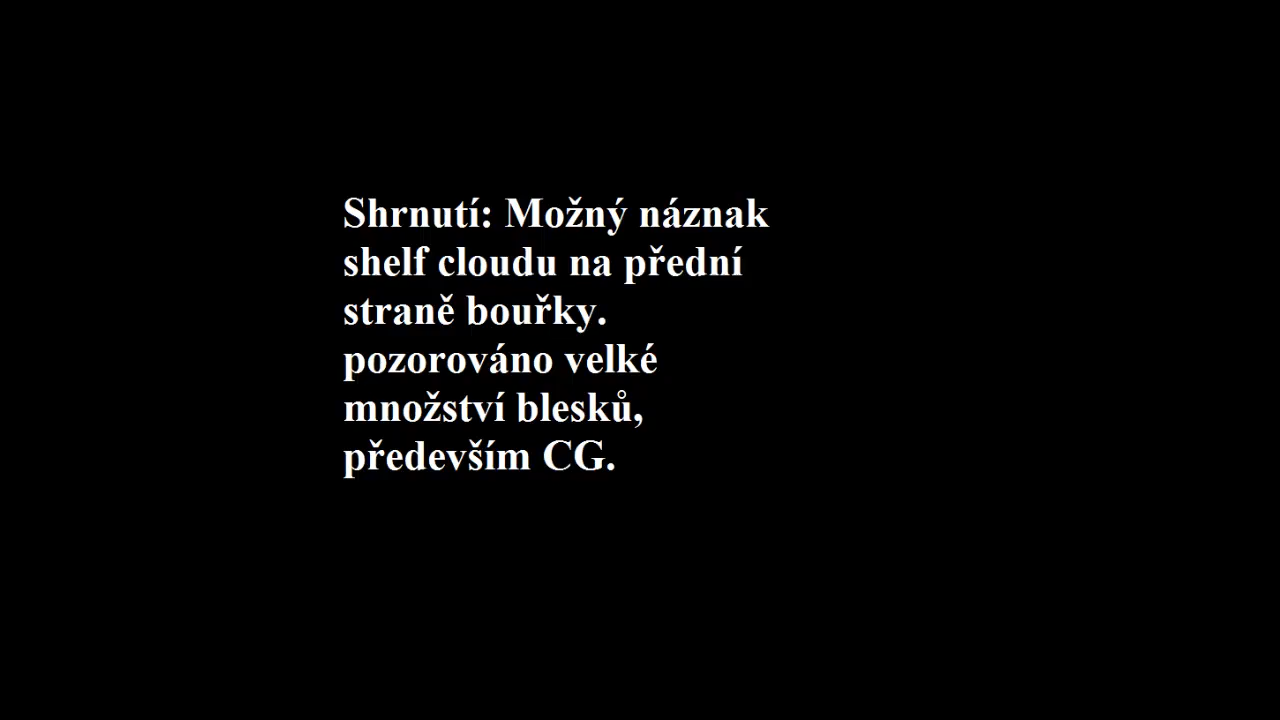 Shrnutí: Možný náznak
shelf cloudu na přední
straně bouřky.
pozorováno velké
množství blesků,
především CG.